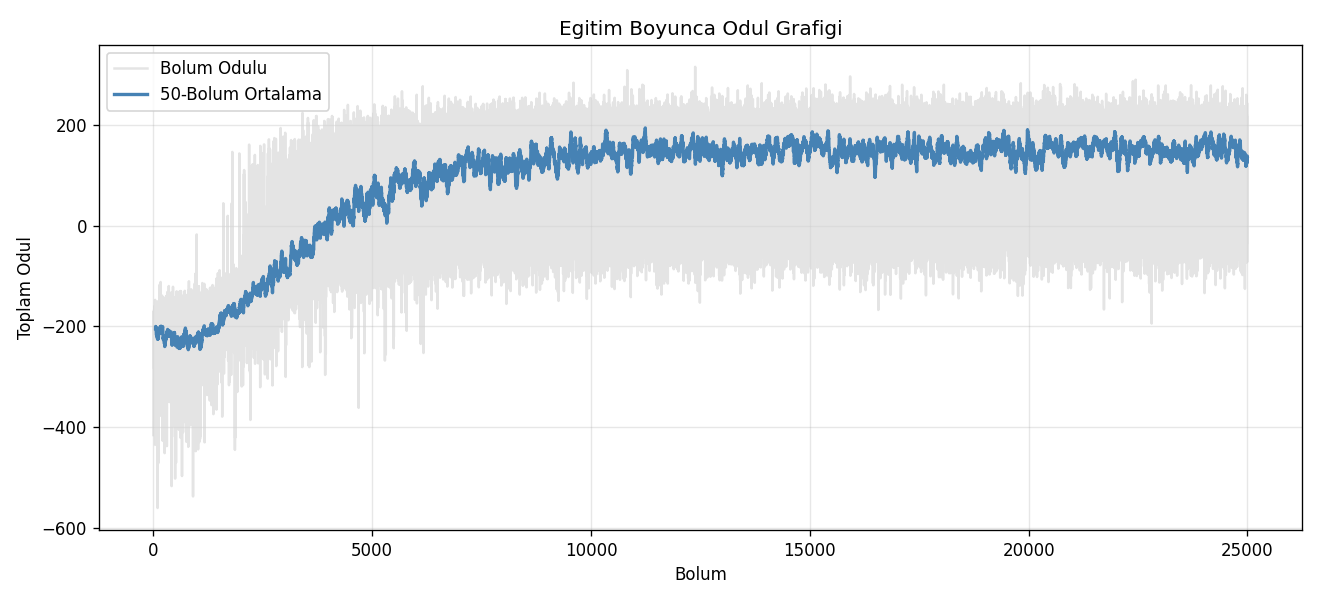 Egitim Boyunca Odul Grafigi
Bolum Odulu
50-Bolum Ortalama
Toplam Odul
200
0
−200
−400
−600
0 5000 10000 15000 20000 25000
Bolum